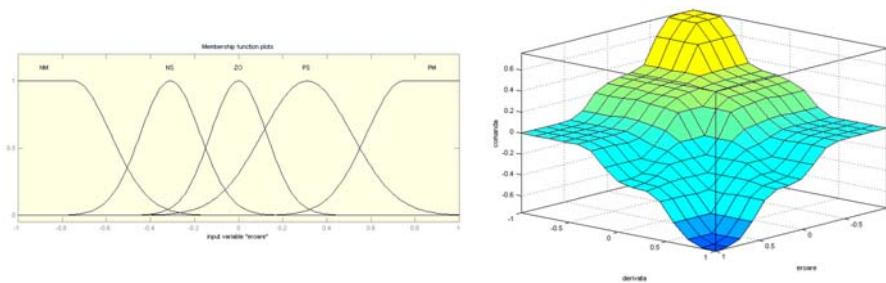 Membership function plots
NM NS ZO PS PM
1
0.5
0
-1 -0.8 -0.6 -0.4 -0.2 0 0.2 0.4 0.6 0.8 1
input variable "eroare"
0.6
0.4
0.2
0
-0.2
-0.4
-0.6
comanda
-1 -0.5 0 0.5 1
derivata
1 0.5 0 -0.5 -1
eroare